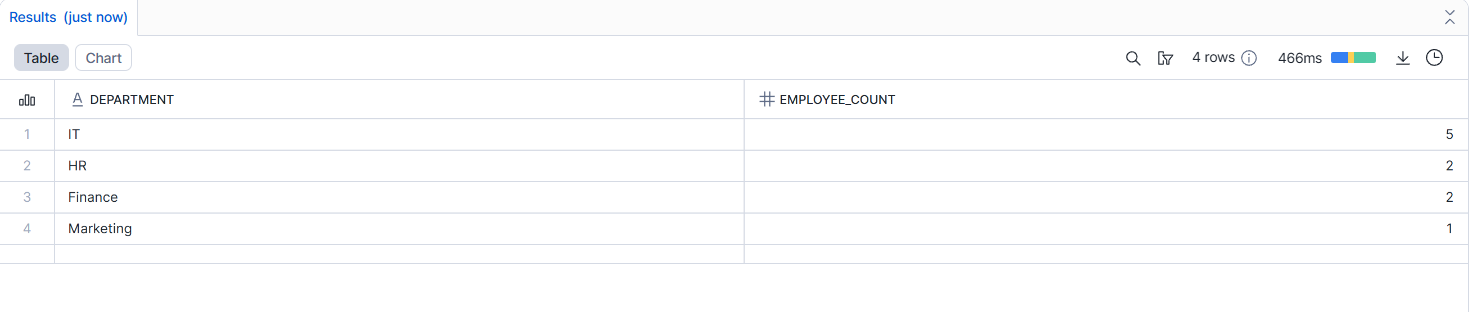 Results (just now)
Table Chart 4 rows 466ms
DEPARTMENT EMPLOYEE_COUNT
1 IT 5
2 HR 2
3 Finance 2
4 Marketing 1